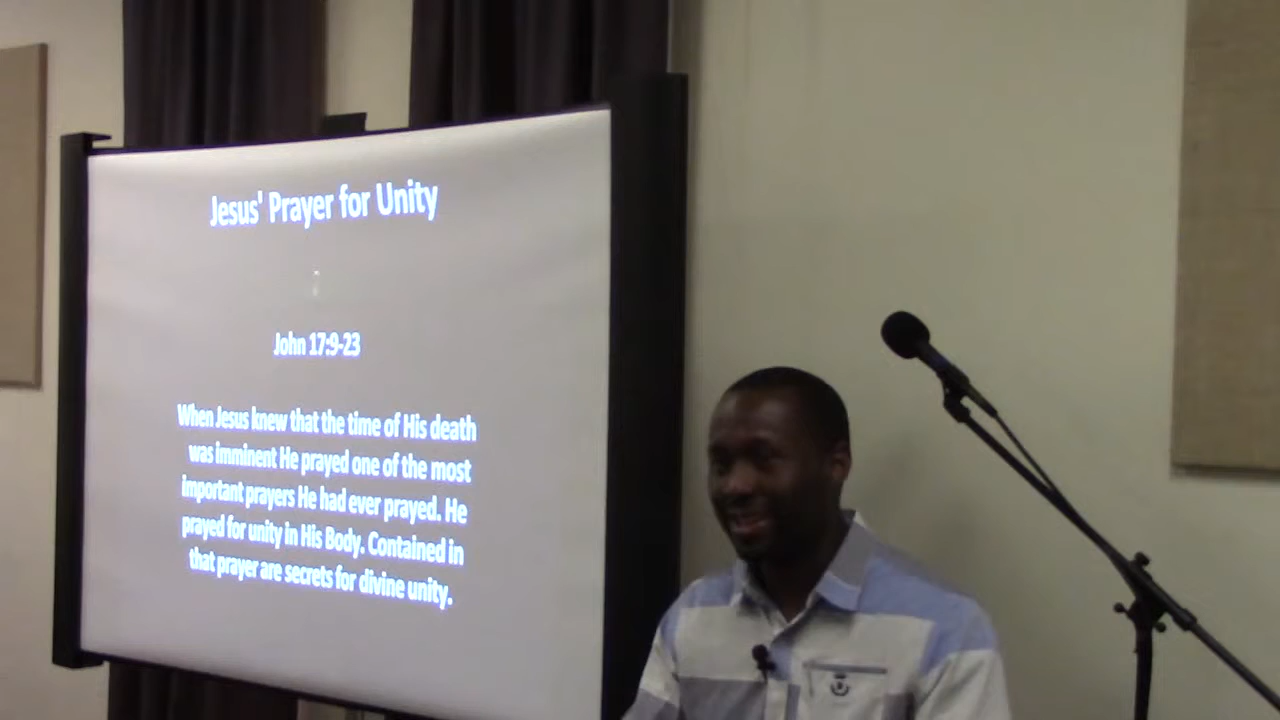 Jesus' Prayer for Unity
John 17:9-23
When Jesus knew that the time of His death
was imminent He prayed one of the most
important prayers He had ever prayed. He
prayed for unity in His Body. Contained in
that prayer are secrets for divine unity.